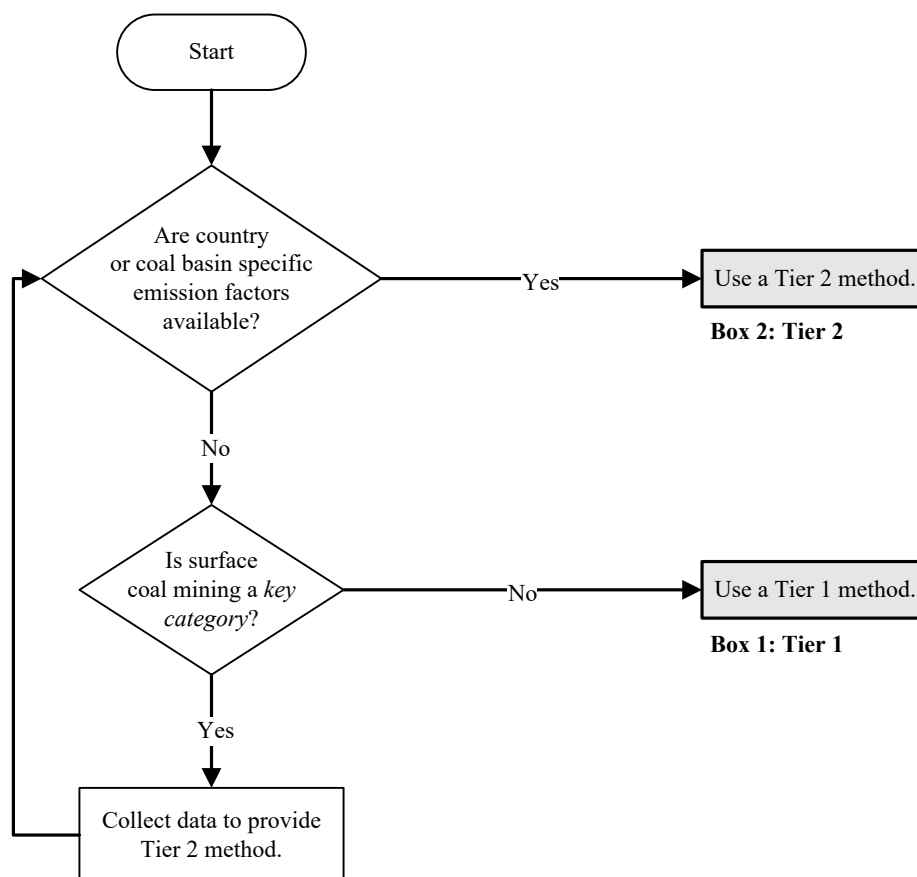 Start
Are country
or coal basin specific
emission factors
available?
Yes
Use a Tier 2 method.
Box 2: Tier 2
No
Is surface
coal mining a key
category?
No
Use a Tier 1 method.
Box 1: Tier 1
Yes
Collect data to provide
Tier 2 method.